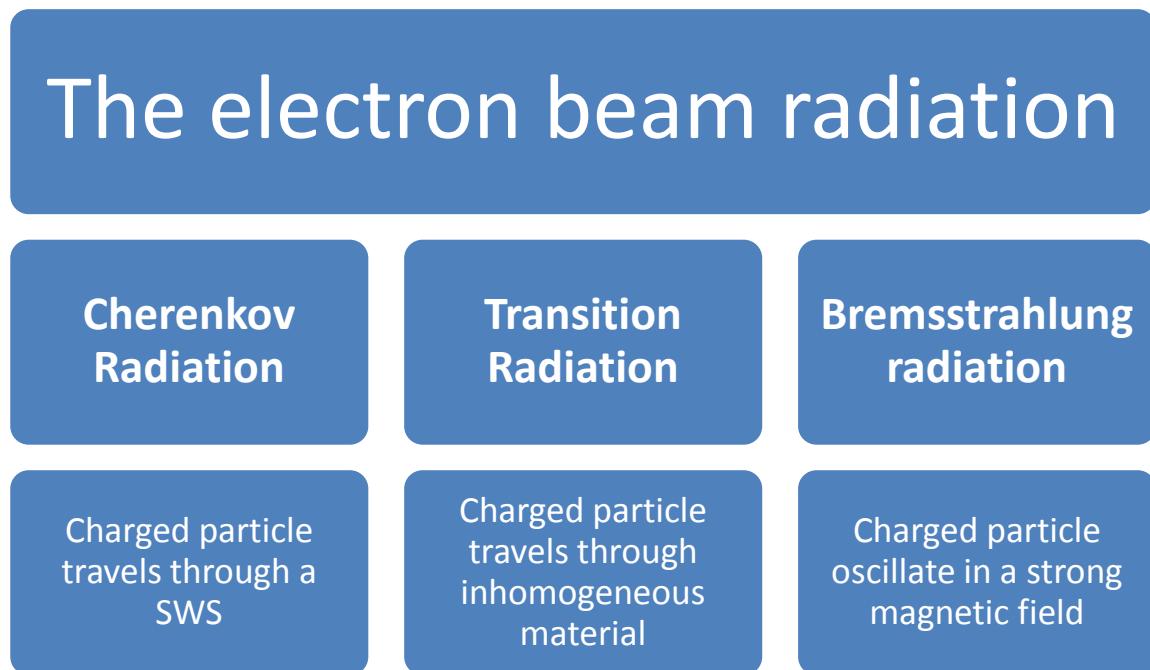 The electron beam radiation
Cherenkov
Radiation
Transition
Radiation
Bremsstrahlung
radiation
Charged particle
travels through a
SWS
Charged particle
travels through
inhomogeneous
material
Charged particle
oscillate in a strong
magnetic field